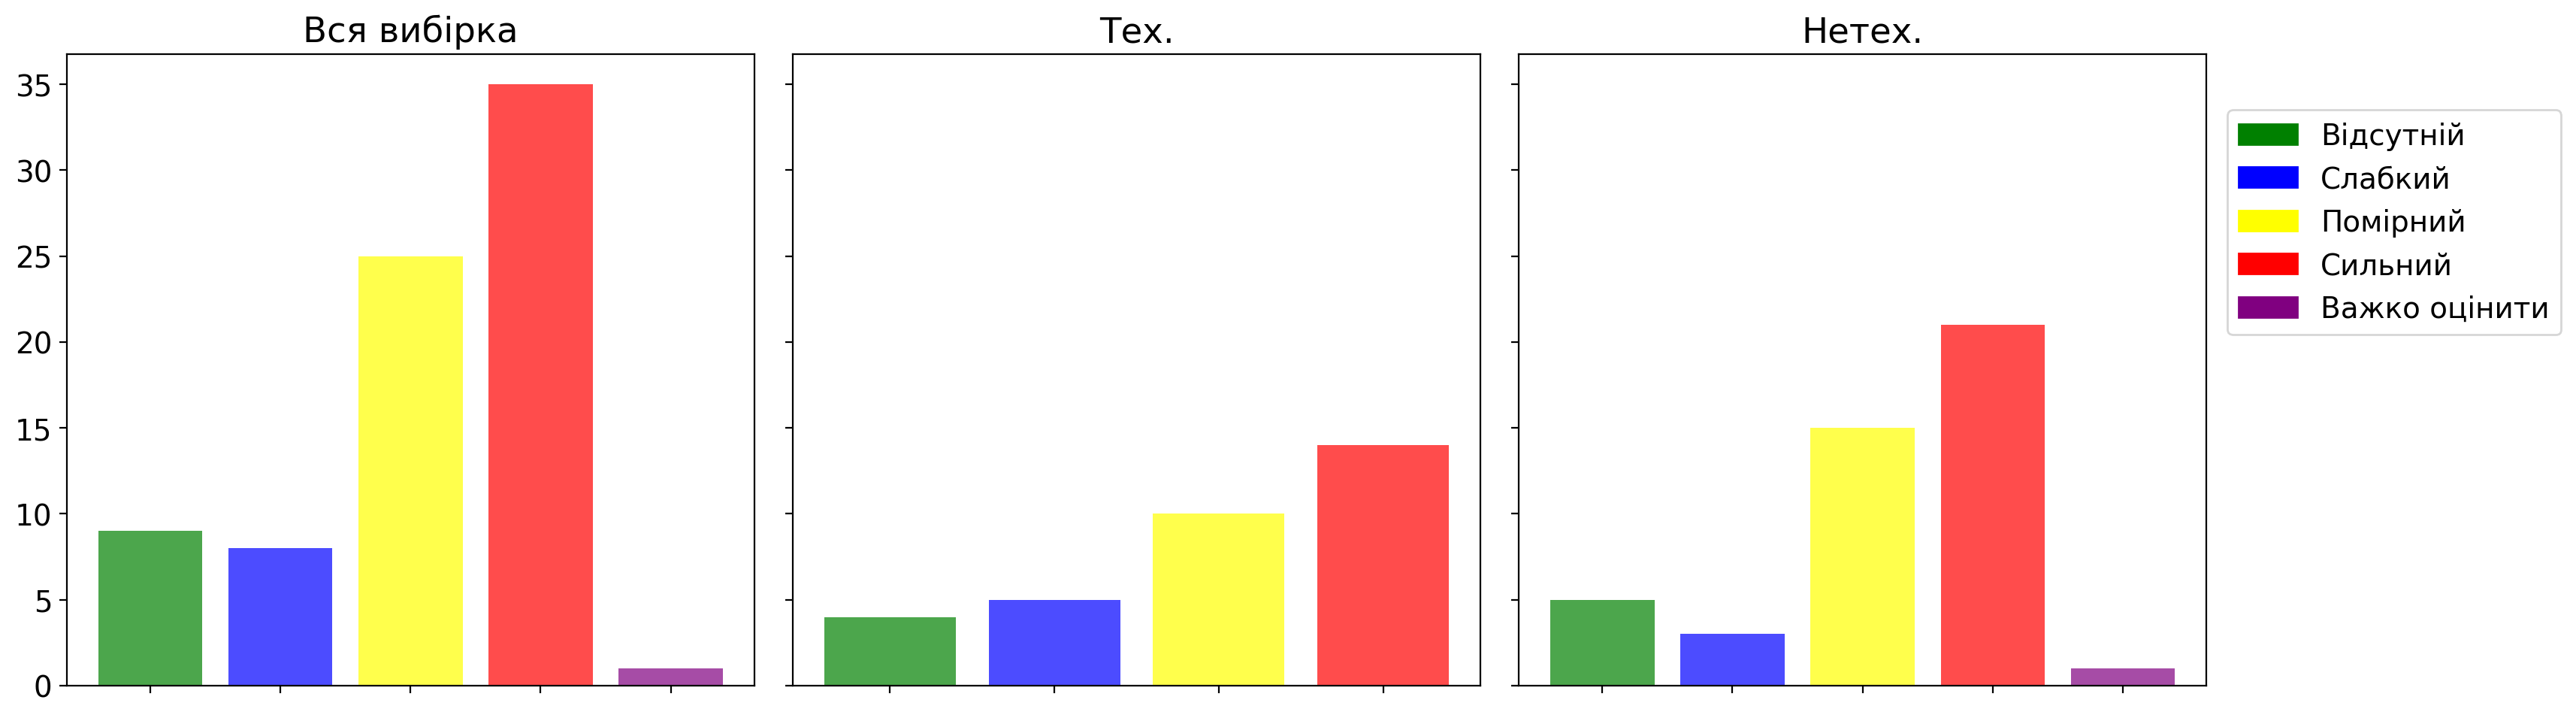 Вся вибірка
Тех.
Нетех.
35
30
25
20
15
10
5
0
Відсутній
Слабкий
Помірний
Сильний
Важко оцінити